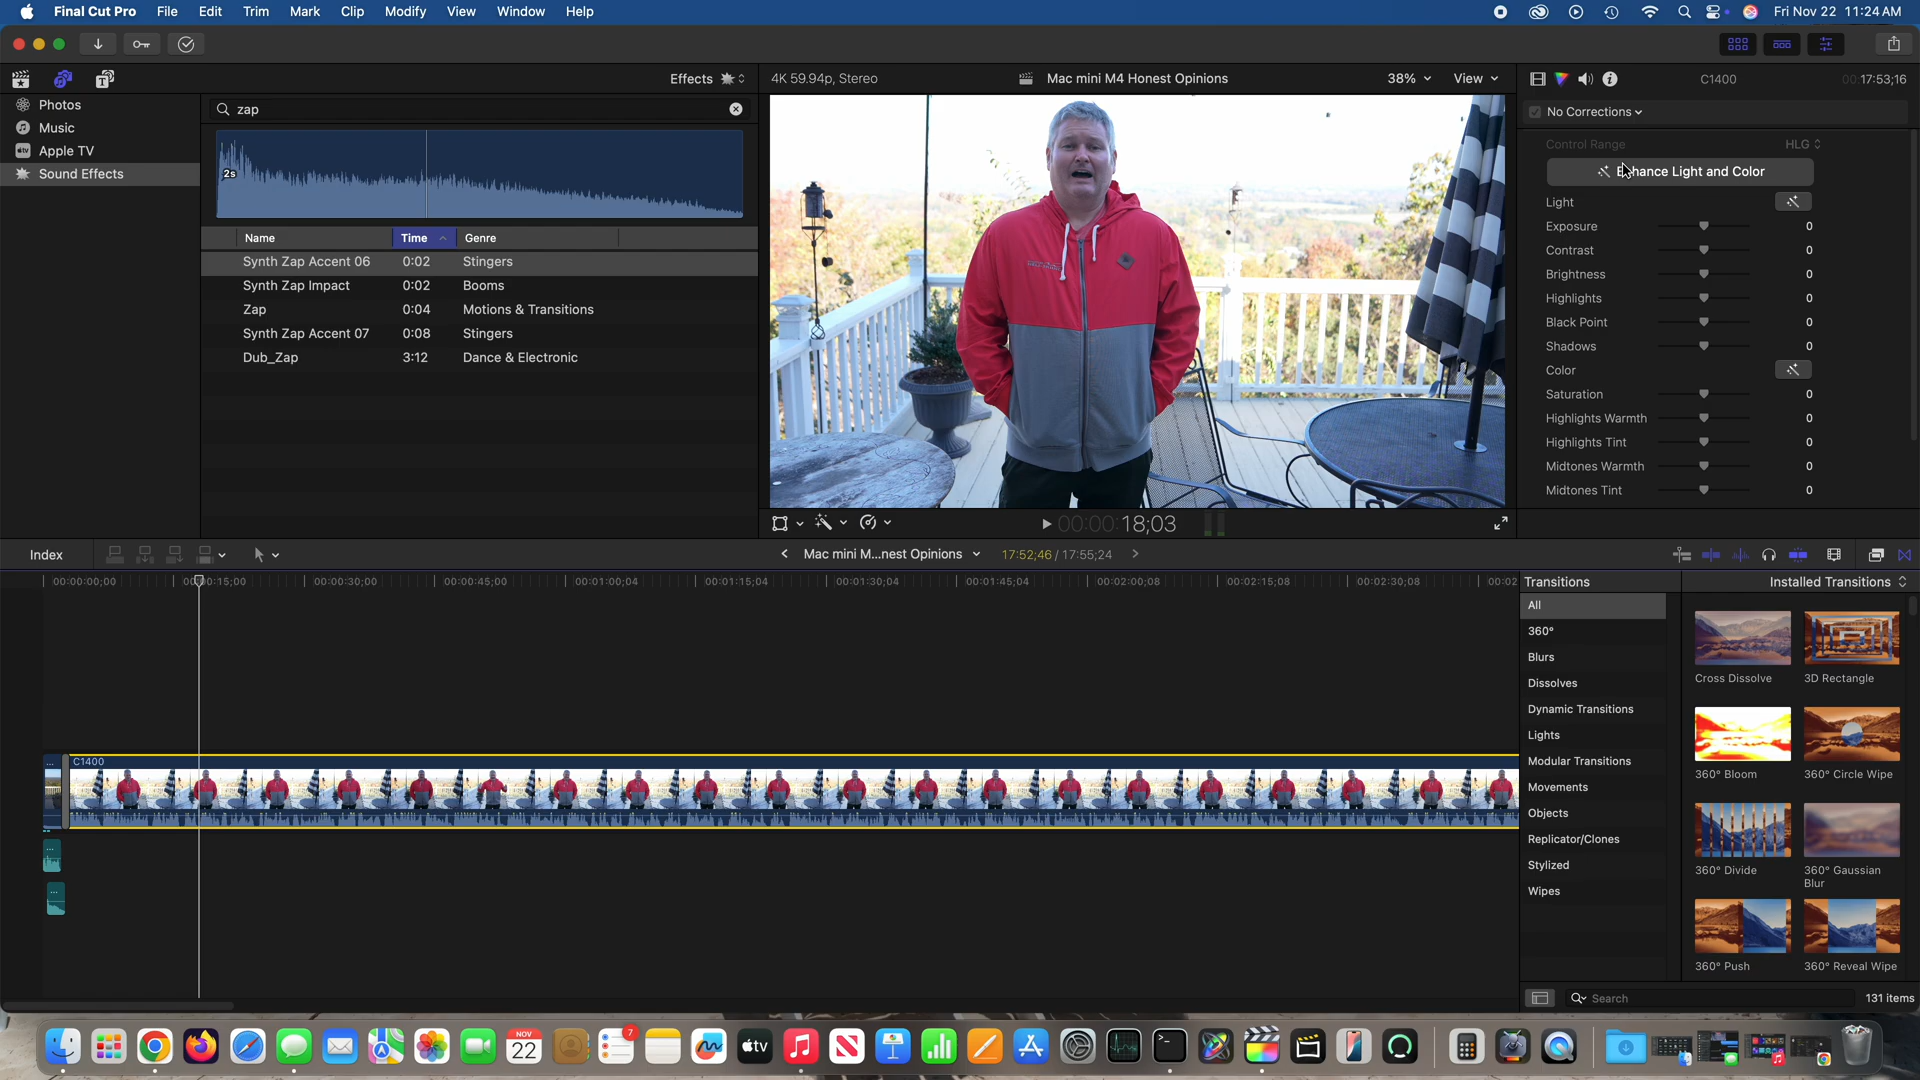 Final Cut Pro File Edit Trim Mark Clip Modify View Window Help
Fri Nov 22 11:24 AM
Effects
4K 59.94p, Stereo
Mac mini M4 Honest Opinions
38%
View
C1400
17:53;16
Photos
Music
Apple TV
Sound Effects
zap
2s
Name Time Genre
Synth Zap Accent 06 0:02 Stingers
Synth Zap Impact 0:02 Booms
Zap 0:04 Motions & Transitions
Synth Zap Accent 07 0:08 Stingers
Dub_Zap 3:12 Dance & Electronic
No Corrections
Control Range HLG
Enhance Light and Color
Light
Exposure 0
Contrast 0
Brightness 0
Highlights 0
Black Point 0
Shadows 0
Color
Saturation 0
Highlights Warmth 0
Highlights Tint 0
Midtones Warmth 0
Midtones Tint 0
00:00:18;03
Index
Mac mini M...nest Opinions
17:52;46 / 17:55;24
00:00:00;00 00:00:15;00 00:00:30;00 00:00:45;00 00:01:00;04 00:01:15;04 00:01:30;04 00:01:45;04 00:02:00;08 00:02:15;08 00:02:30;08 00:02
C1400
Transitions
Installed Transitions
All
360°
Blurs
Dissolves
Dynamic Transitions
Lights
Modular Transitions
Movements
Objects
Replicator/Clones
Stylized
Wipes
Cross Dissolve
3D Rectangle
360° Bloom
360° Circle Wipe
360° Divide
360° Gaussian
Blur
360° Push
360° Reveal Wipe
Search
131 items
NOV
22
7
tv